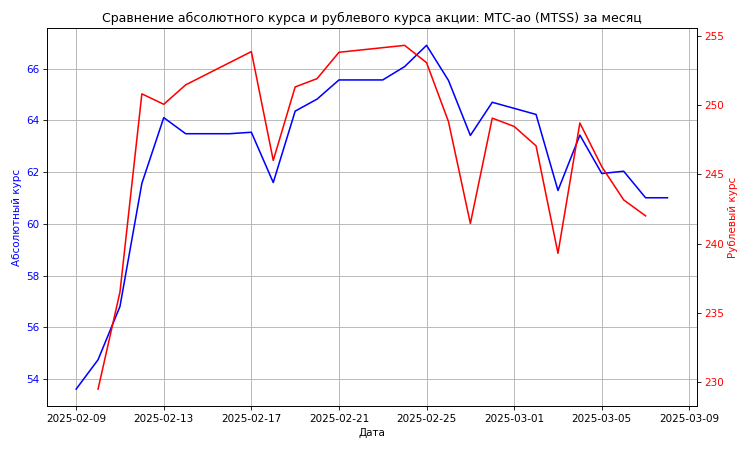 Сравнение абсолютного курса и рублевого курса акции: МТС-ао (MTSS) за месяц
66
64
62
60
58
56
54
Абсолютный курс
255
250
245
240
235
230
Рублевый курс
2025-02-09 2025-02-13 2025-02-17 2025-02-21 2025-02-25 2025-03-01 2025-03-05 2025-03-09
Дата